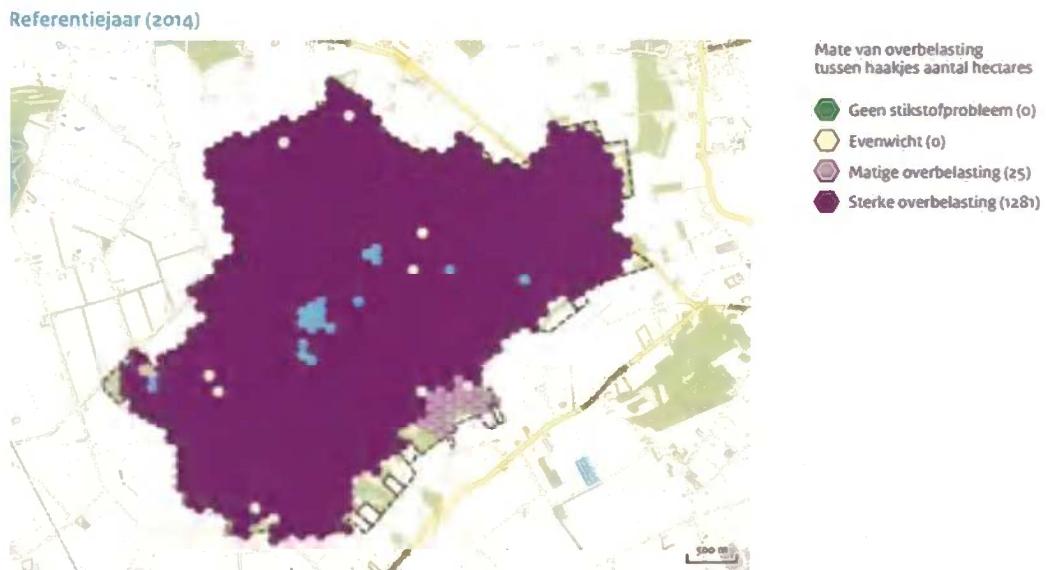 Referentiejaar (2014)
Mate van overbelasting
tussen haakjes aantal hectares
Geen stikstofprobleem (0)
Evenwicht (0)
Matige overbelasting (25)
Sterke overbelasting (1281)
500 m